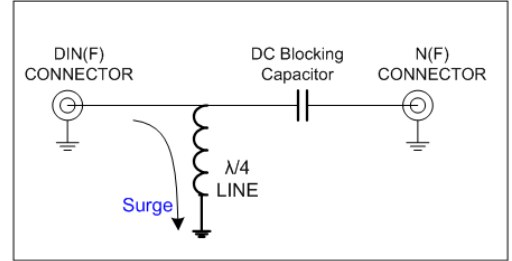 DIN(F)
CONNECTOR
DC Blocking
Capacitor
N(F)
CONNECTOR
λ/4
LINE
Surge